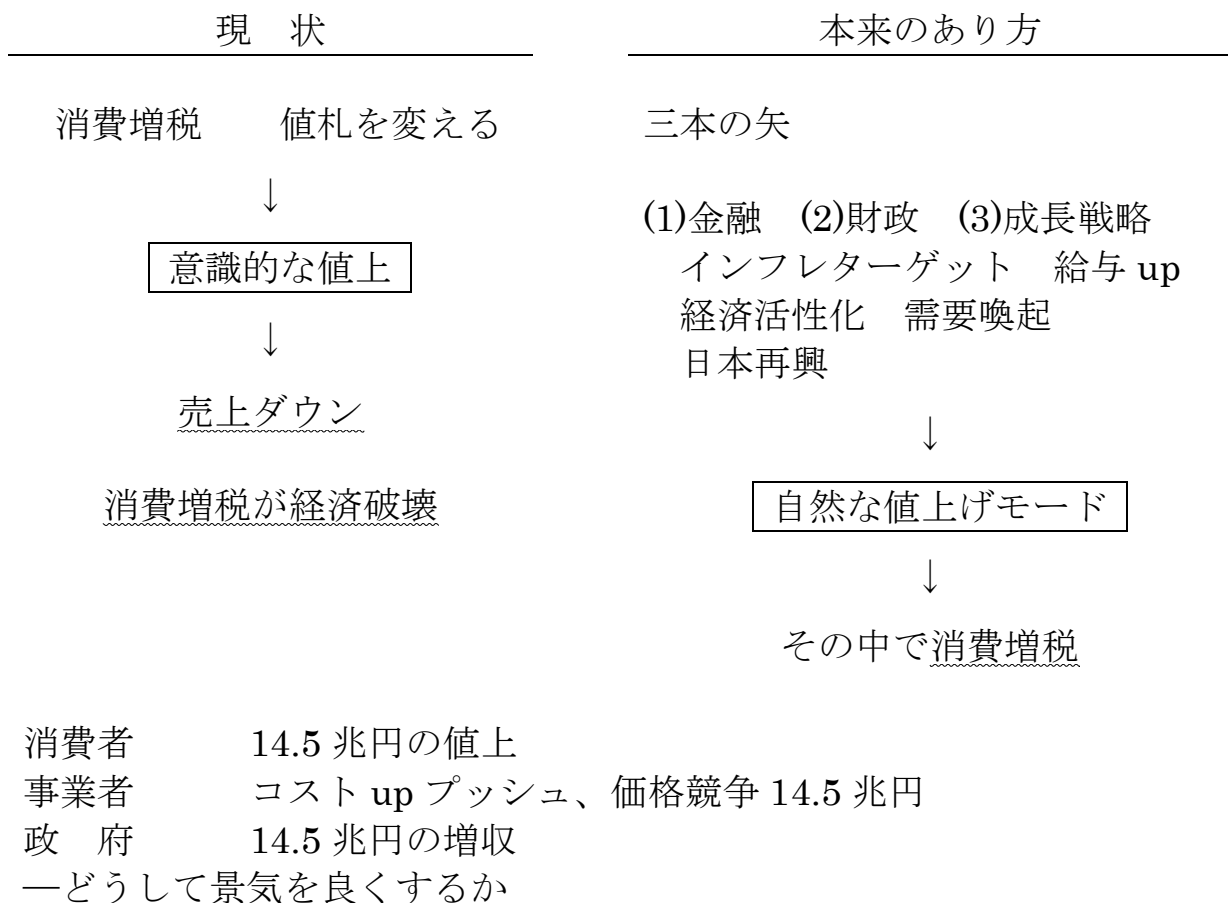 現　状
消費増税　　値札を変える
↓
意識的な値上
↓
売上ダウン
消費増税が経済破壊
本来のあり方
三本の矢
(1)金融　(2)財政　(3)成長戦略
インフレターゲット　給与 up
経済活性化　需要喚起
日本再興
↓
自然な値上げモード
↓
その中で消費増税
消費者　　　14.5 兆円の値上
事業者　　　コスト up プッシュ、価格競争 14.5 兆円
政　府　　　14.5 兆円の増収
―どうして景気を良くするか